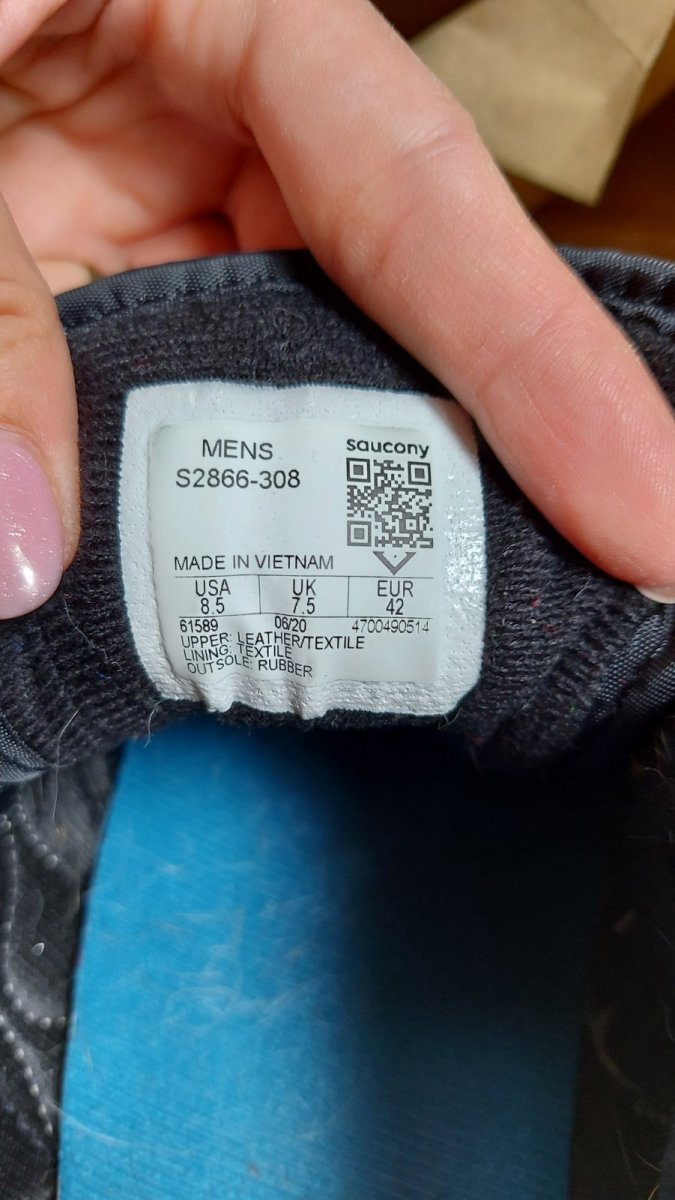 MENS
saucony
S2866-308
MADE IN VIETNAM
USA UK EUR
8.5 7.5 42
61589 06/20 4700490514
UPPER: LEATHER/TEXTILE
LINING: TEXTILE
OUTSOLE: RUBBER